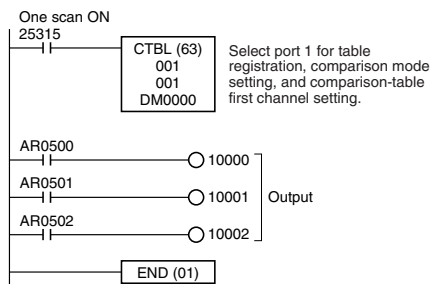 One scan ON
25315
CTBL (63)
001
001
DM0000
Select port 1 for table
registration, comparison mode
setting, and comparison-table
first channel setting.
AR0500
10000
AR0501
10001
Output
AR0502
10002
END (01)